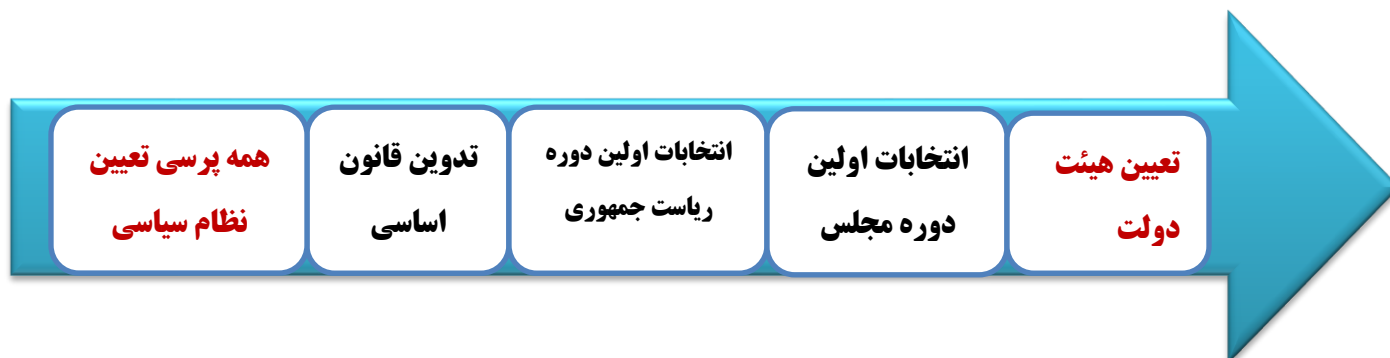 همه پرسی تعیین
نظام سیاسی
تدوین قانون
اساسی
انتخابات اولین دوره
ریاست جمهوری
انتخابات اولین
دوره مجلس
تعیین هیئت
دولت